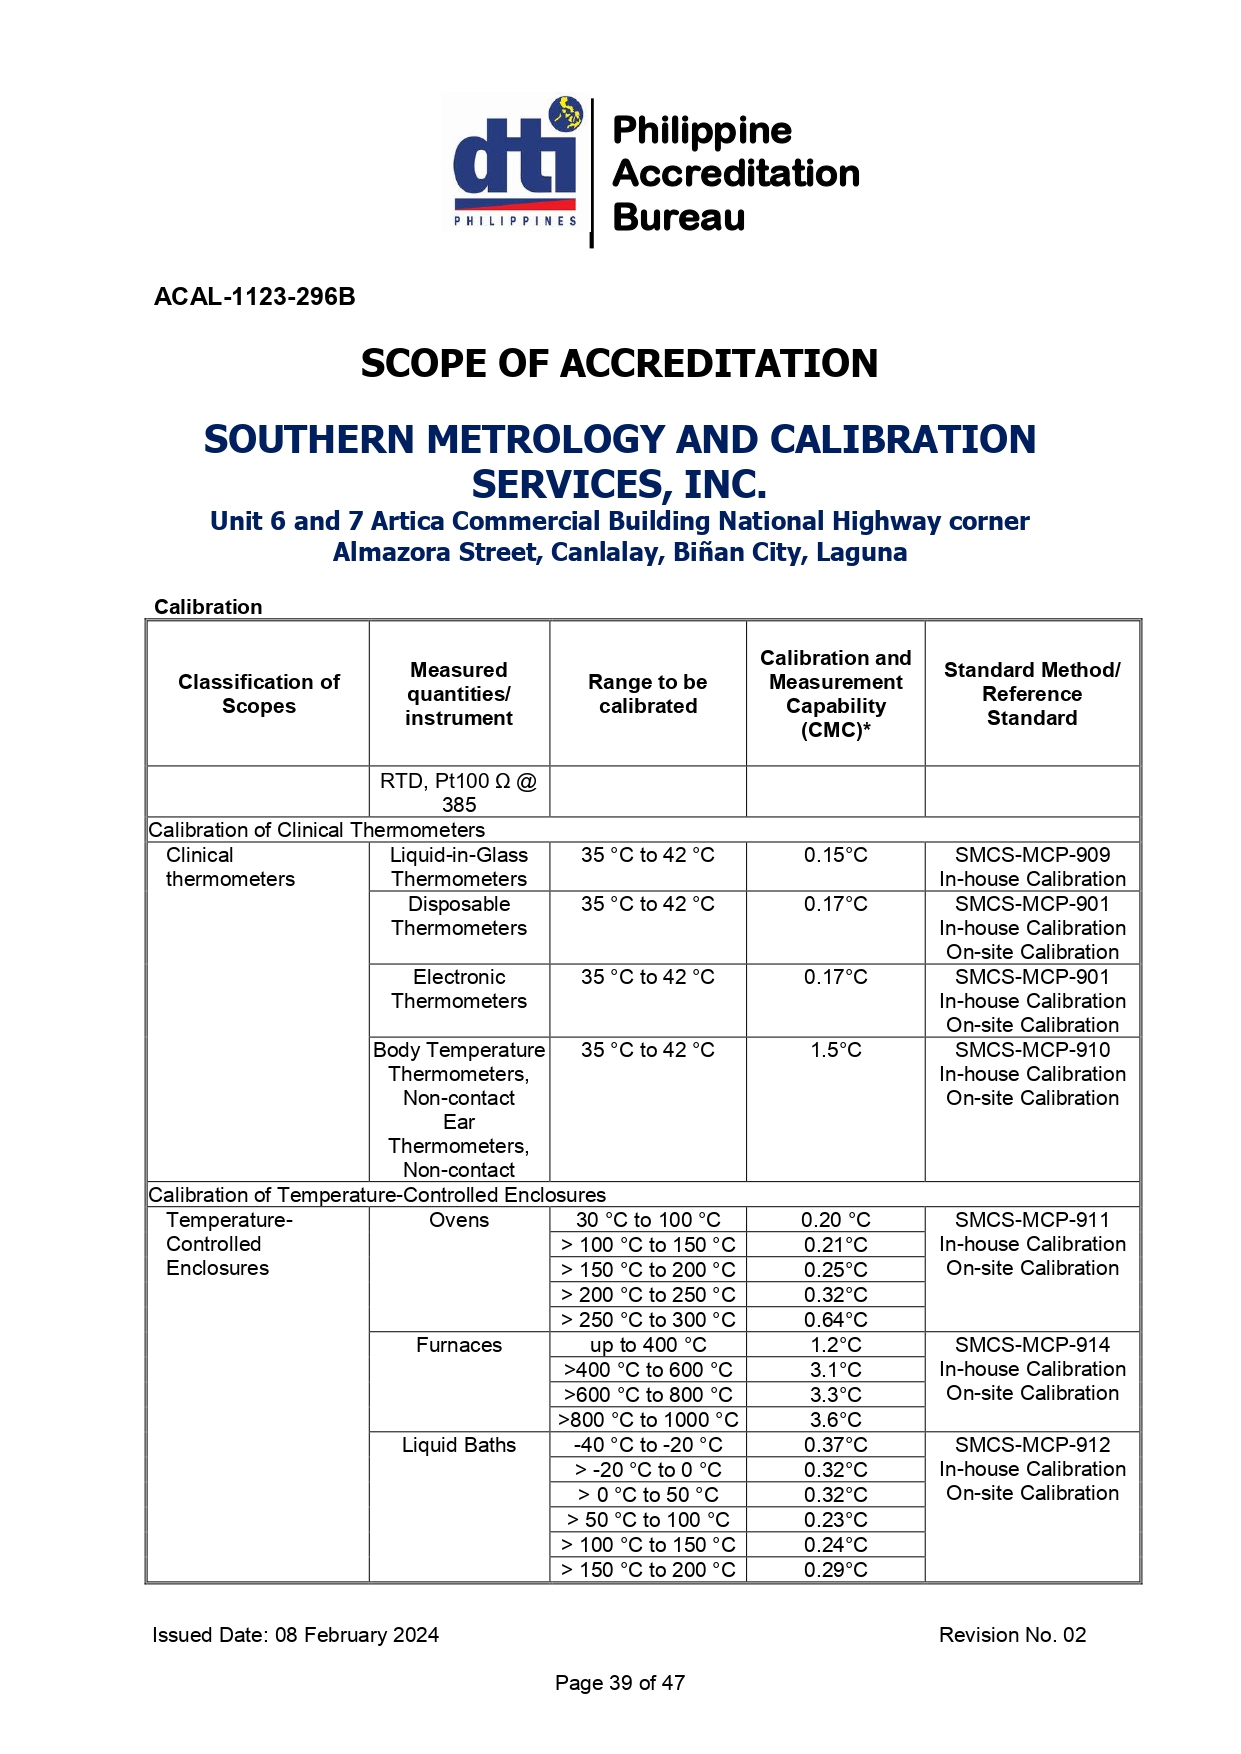 dti
PHILIPPINES
Philippine
Accreditation
Bureau
ACAL-1123-296B
SCOPE OF ACCREDITATION
SOUTHERN METROLOGY AND CALIBRATION
SERVICES, INC.
Unit 6 and 7 Artica Commercial Building National Highway corner
Almazora Street, Canlalay, Biñan City, Laguna
Calibration
Classification of
Scopes
Measured
quantities/
instrument
Range to be
calibrated
Calibration and
Measurement
Capability
(CMC)*
Standard Method/
Reference
Standard
RTD, Pt100 Ω @
385
Calibration of Clinical Thermometers
Clinical
thermometers
Liquid-in-Glass
Thermometers
35 °C to 42 °C
0.15°C
SMCS-MCP-909
In-house Calibration
Disposable
Thermometers
35 °C to 42 °C
0.17°C
SMCS-MCP-901
In-house Calibration
On-site Calibration
Electronic
Thermometers
35 °C to 42 °C
0.17°C
SMCS-MCP-901
In-house Calibration
On-site Calibration
Body Temperature
Thermometers,
Non-contact
Ear
Thermometers,
Non-contact
35 °C to 42 °C
1.5°C
SMCS-MCP-910
In-house Calibration
On-site Calibration
Calibration of Temperature-Controlled Enclosures
Temperature-
Controlled
Enclosures
Ovens
30 °C to 100 °C
0.20 °C
> 100 °C to 150 °C
0.21°C
> 150 °C to 200 °C
0.25°C
> 200 °C to 250 °C
0.32°C
> 250 °C to 300 °C
0.64°C
SMCS-MCP-911
In-house Calibration
On-site Calibration
Furnaces
up to 400 °C
1.2°C
>400 °C to 600 °C
3.1°C
>600 °C to 800 °C
3.3°C
>800 °C to 1000 °C
3.6°C
SMCS-MCP-914
In-house Calibration
On-site Calibration
Liquid Baths
-40 °C to -20 °C
0.37°C
> -20 °C to 0 °C
0.32°C
> 0 °C to 50 °C
0.32°C
> 50 °C to 100 °C
0.23°C
> 100 °C to 150 °C
0.24°C
> 150 °C to 200 °C
0.29°C
SMCS-MCP-912
In-house Calibration
On-site Calibration
Issued Date: 08 February 2024
Revision No. 02
Page 39 of 47